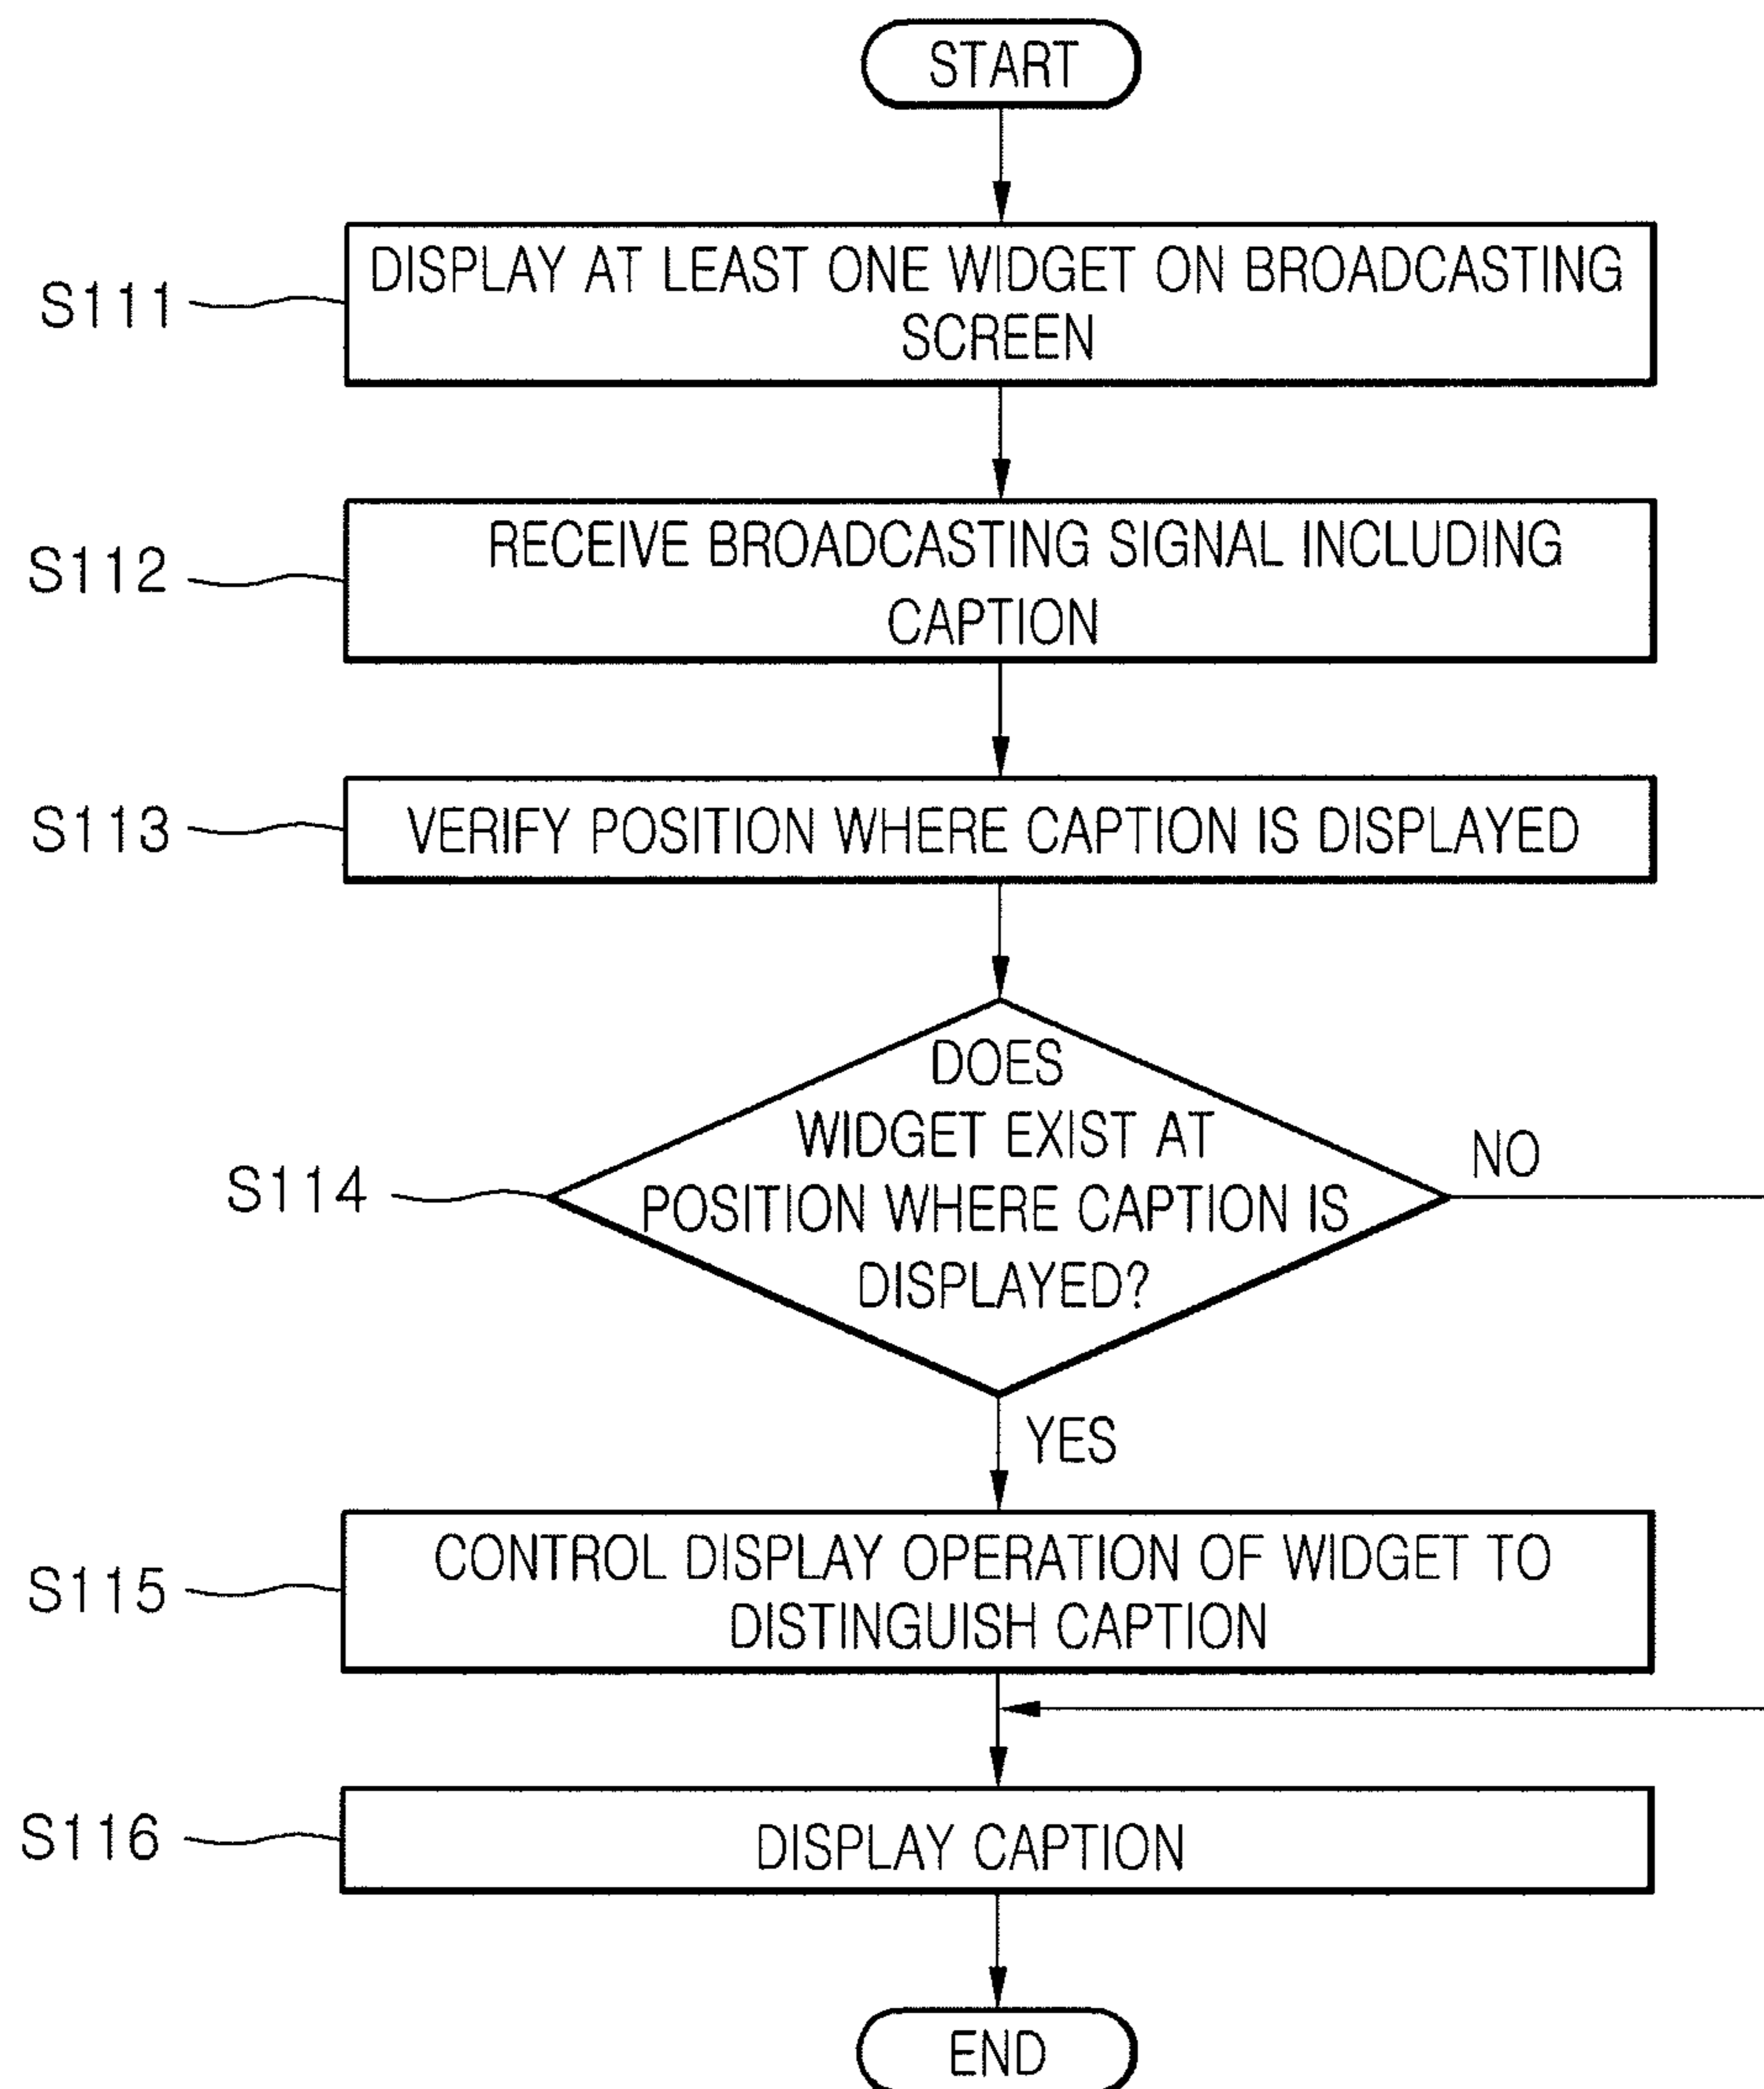 START
S111
DISPLAY AT LEAST ONE WIDGET ON BROADCASTING
SCREEN
S112
RECEIVE BROADCASTING SIGNAL INCLUDING
CAPTION
S113
VERIFY POSITION WHERE CAPTION IS DISPLAYED
S114
DOES
WIDGET EXIST AT
POSITION WHERE CAPTION IS
DISPLAYED?
NO
YES
S115
CONTROL DISPLAY OPERATION OF WIDGET TO
DISTINGUISH CAPTION
S116
DISPLAY CAPTION
END